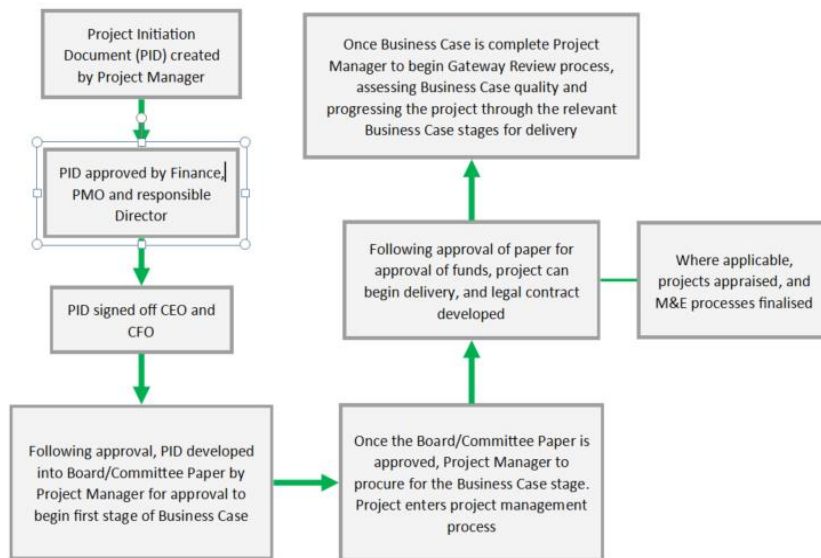 Project Initiation
Document (PID) created
by Project Manager
PID approved by Finance,
PMO and responsible
Director
PID signed off CEO and
CFO
Following approval, PID developed
into Board/Committee Paper by
Project Manager for approval to
begin first stage of Business Case
Once the Board/Committee Paper is
approved, Project Manager to
procure for the Business Case stage.
Project enters project management
process
Following approval of paper for
approval of funds, project can
begin delivery, and legal contract
developed
Where applicable,
projects appraised, and
M&E processes finalised
Once Business Case is complete Project
Manager to begin Gateway Review process,
assessing Business Case quality and
progressing the project through the relevant
Business Case stages for delivery